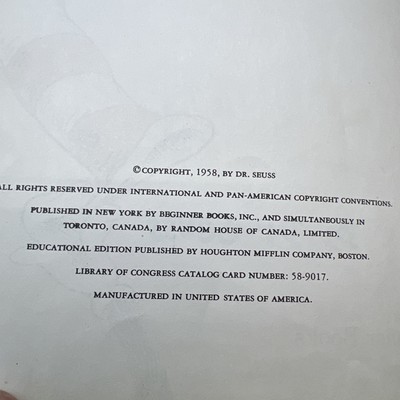 ©COPYRIGHT, 1958, BY DR. SEUSS
ALL RIGHTS RESERVED UNDER INTERNATIONAL AND PAN-AMERICAN COPYRIGHT CONVENTIONS.
PUBLISHED IN NEW YORK BY BEGINNER BOOKS, INC., AND SIMULTANEOUSLY IN
TORONTO, CANADA, BY RANDOM HOUSE OF CANADA, LIMITED.
EDUCATIONAL EDITION PUBLISHED BY HOUGHTON MIFFLIN COMPANY, BOSTON.
LIBRARY OF CONGRESS CATALOG CARD NUMBER: 58-9017.
MANUFACTURED IN UNITED STATES OF AMERICA.